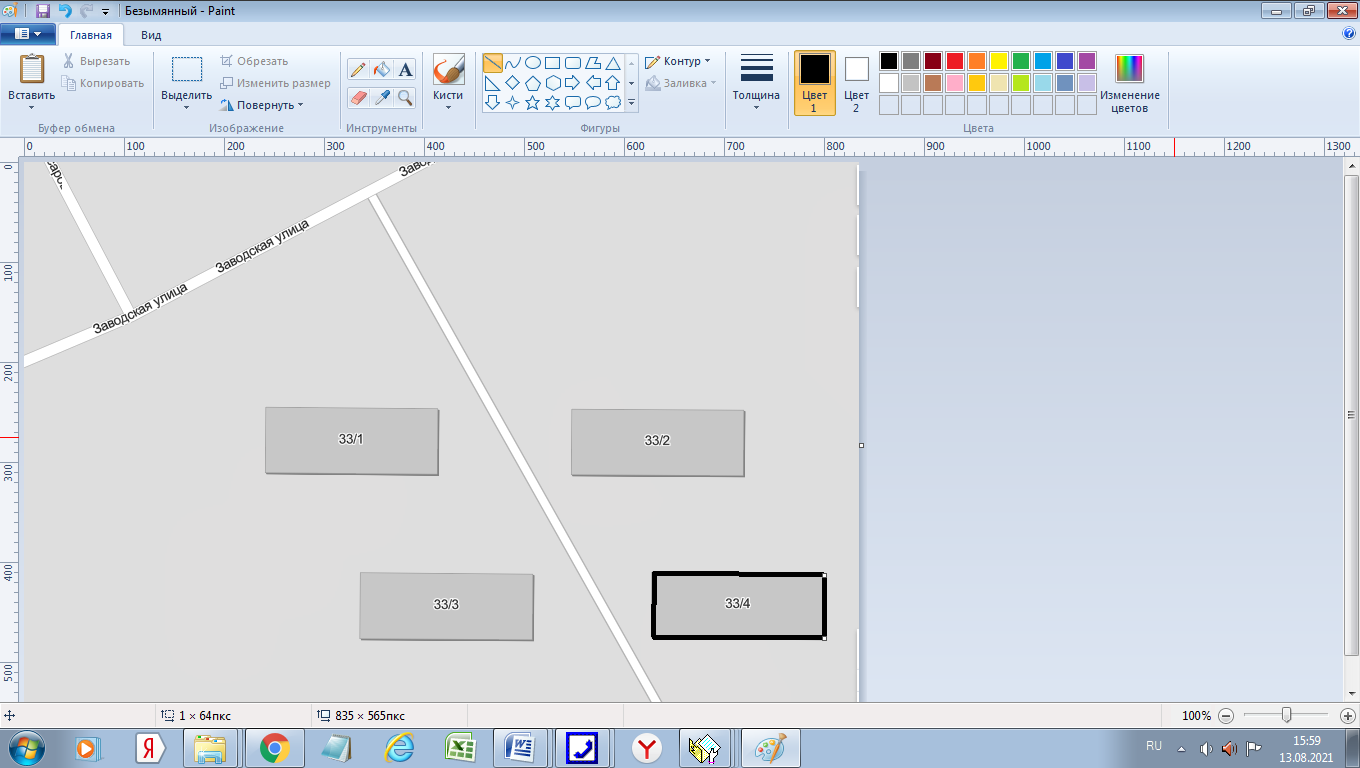 Безымянный - Paint
Главная
Вид
Вставить
Вырезать
Копировать
Буфер обмена
Выделить
Обрезать
Изменить размер
Повернуть
Изображение
A
Инструменты
Кисти
Контур
Заливка
Фигуры
Толщина
Цвет
1
Цвет
2
Изменение
цветов
Цвета
0 100 200 300 400 500 600 700 800 900 1000 1100 1200 1300
0
100
200
300
400
500
Заводская улица
Заводская улица
33/1
33/2
33/3
33/4
1 × 64пкс
835 × 565пкс
100%
Я
Y
RU
15:59
13.08.2021